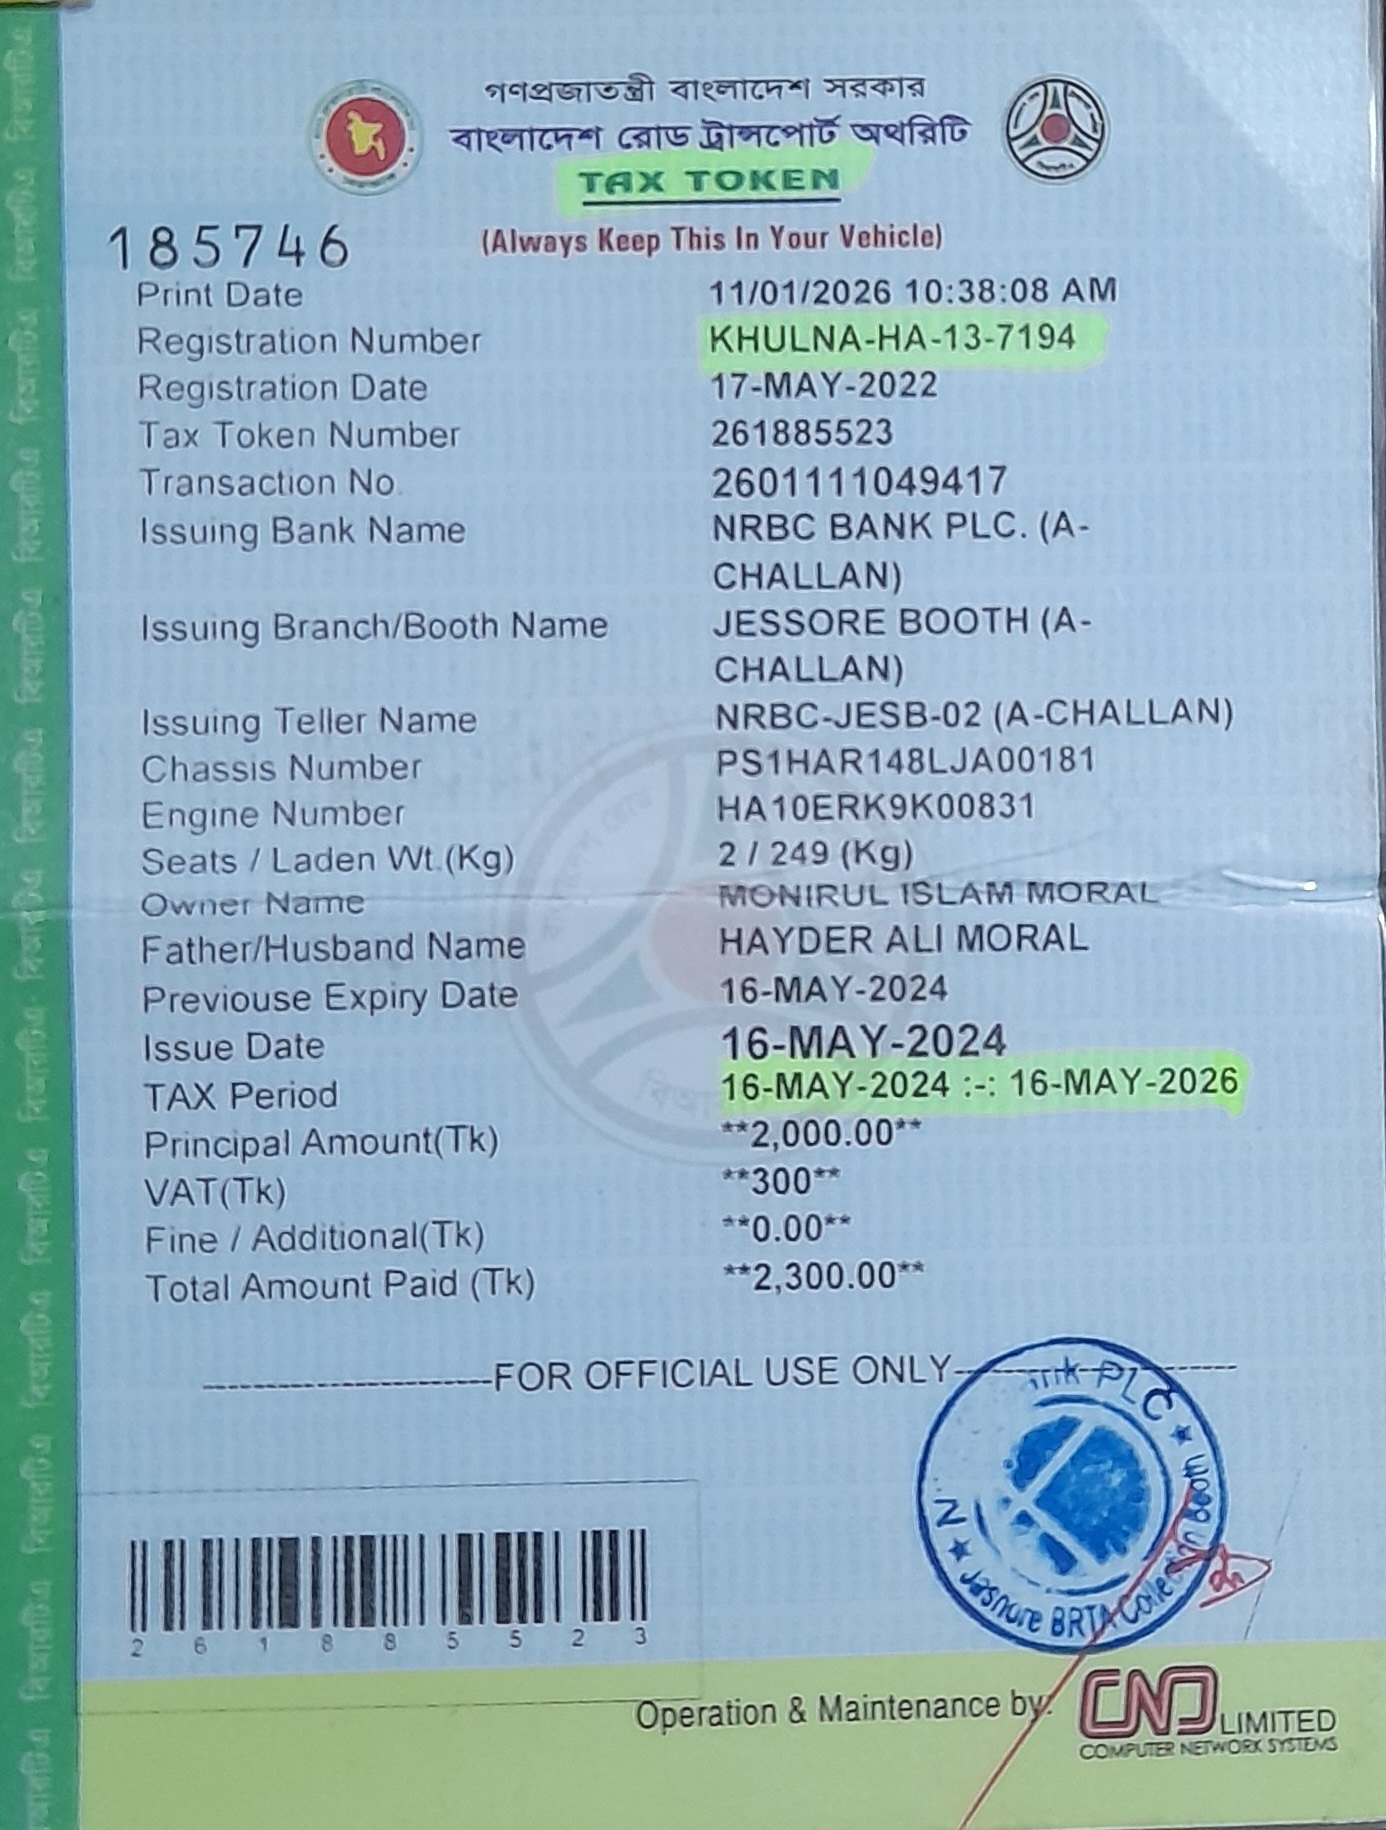 গণপ্রজাতন্ত্রী বাংলাদেশ সরকার
বাংলাদেশ রোড ট্রান্সপোর্ট অথরিটি
TAX TOKEN
185746
(Always Keep This In Your Vehicle)
Print Date 11/01/2026 10:38:08 AM
Registration Number KHULNA-HA-13-7194
Registration Date 17-MAY-2022
Tax Token Number 261885523
Transaction No. 2601111049417
Issuing Bank Name NRBC BANK PLC. (A-
CHALLAN)
Issuing Branch/Booth Name JESSORE BOOTH (A-
CHALLAN)
Issuing Teller Name NRBC-JESB-02 (A-CHALLAN)
Chassis Number PS1HAR148LJA00181
Engine Number HA10ERK9K00831
Seats / Laden Wt.(Kg) 2 / 249 (Kg)
Owner Name MONIRUL ISLAM MORAL
Father/Husband Name HAYDER ALI MORAL
Previouse Expiry Date 16-MAY-2024
Issue Date 16-MAY-2024
TAX Period 16-MAY-2024 :-: 16-MAY-2026
Principal Amount(Tk) **2,000.00**
VAT(Tk) **300**
Fine / Additional(Tk) **0.00**
Total Amount Paid (Tk) **2,300.00**
FOR OFFICIAL USE ONLY
PLC
Jashore BRTA Collection Booth
2 6 1 8 8 5 5 2 3
Operation & Maintenance by:
CNS LIMITED
COMPUTER NETWORK SYSTEMS